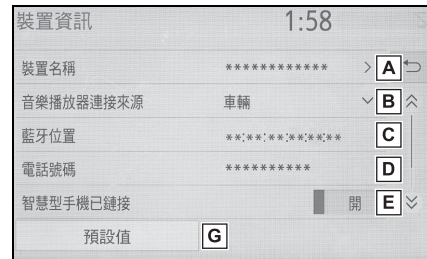 裝置資訊 1:58
裝置名稱 ************ > A
音樂播放器連接來源 車輛 B
藍牙位置 **:**:**:**:**:** C
電話號碼 ********** D
智慧型手機已鏈接 開 E
預設值 G